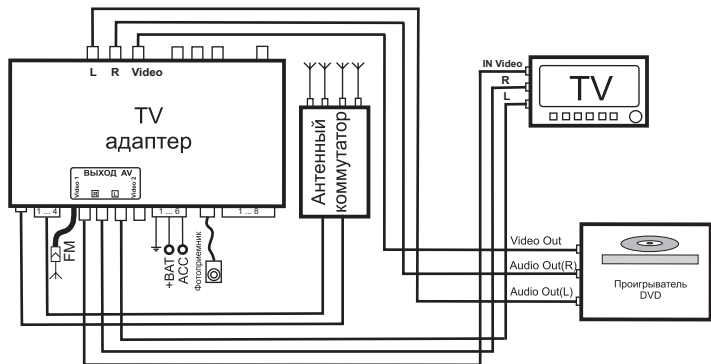 L R Video
TV
адаптер
ВЫХОД AV
Video 1
R
L
Video 2
1 ... 4
1 ... 6
1 ... 8
FM
+BAT
ACC
Фотоприемник
Антенный
коммутатор
IN Video
R
L
TV
Video Out
Audio Out(R)
Audio Out(L)
Проигрыватель
DVD